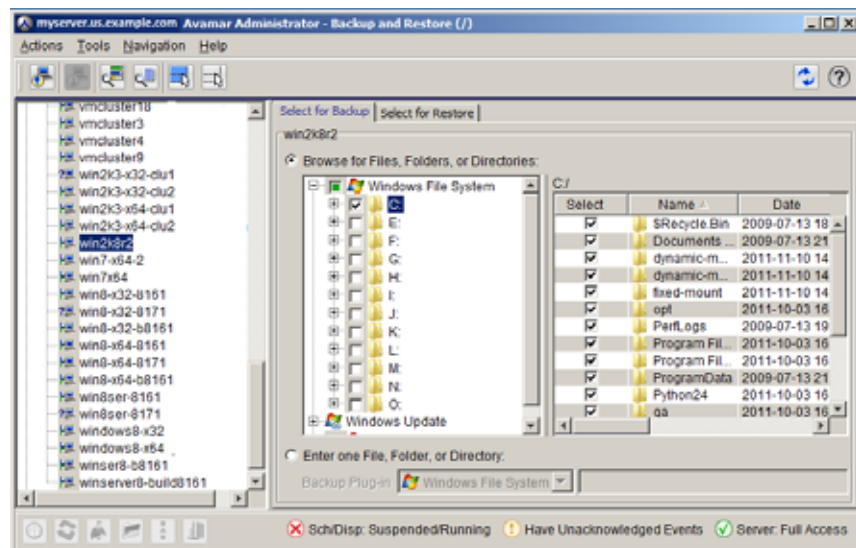 myserver.us.example.com Avamar Administrator - Backup and Restore (/)
Actions Tools Navigation Help
vmcluster18
vmcluster3
vmcluster4
vmcluster9
win2k3-x32-clu1
win2k3-x32-clu2
win2k3-x64-clu1
win2k3-x64-clu2
win2k8r2
win7-x64-2
win7x64
win8-x32-8161
win8-x32-8171
win8-x32-b8161
win8-x64-8161
win8-x64-8171
win8-x64-b8161
win8ser-8161
win8ser-8171
windows8-x32
windows8-x64
winser8-b8161
winserver8-build8161
Select for Backup Select for Restore
win2k8r2
Browse for Files, Folders, or Directories:
Windows File System
C:
E:
F:
G:
H:
I:
J:
K:
L:
M:
N:
O:
Windows Update
C:/
Select Name Date
$Recycle.Bin 2009-07-13 18
Documents ... 2009-07-13 21
dynamic-m... 2011-11-10 14
dynamic-m... 2011-11-10 14
fixed-mount 2011-11-10 14
opt 2011-10-03 16
PerfLogs 2009-07-13 19
Program Fil... 2011-10-03 16
Program Fil... 2011-10-03 16
ProgramData 2009-07-13 21
Python24 2011-10-03 16
qa 2011-10-03 16
Enter one File, Folder, or Directory:
Backup Plug-in Windows File System
Sch/Disp: Suspended/Running ! Have Unacknowledged Events Server: Full Access